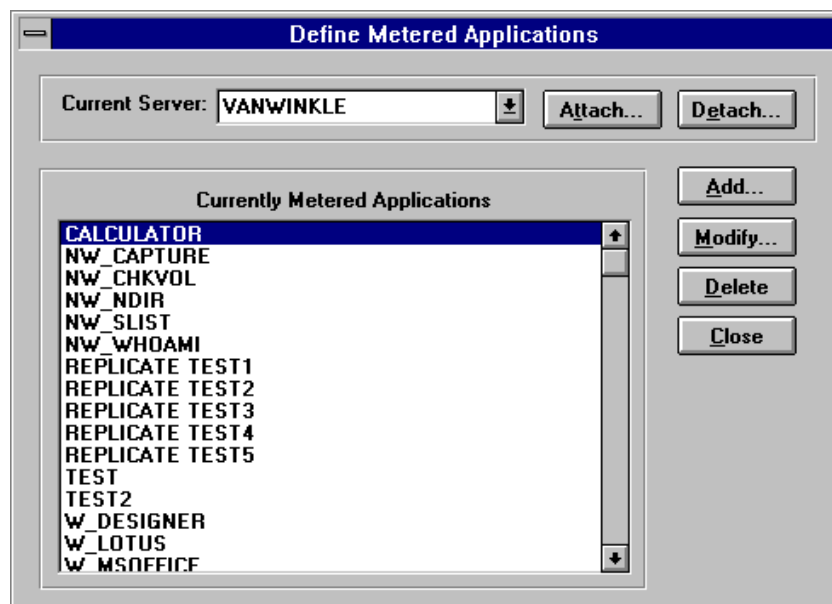 Define Metered Applications
Current Server: VANWINKLE Attach... Detach...
Currently Metered Applications
CALCULATOR
NW_CAPTURE
NW_CHKVOL
NW_NDIR
NW_SLIST
NW_WHOAMI
REPLICATE TEST1
REPLICATE TEST2
REPLICATE TEST3
REPLICATE TEST4
REPLICATE TEST5
TEST
TEST2
W_DESIGNER
W_LOTUS
W_MSOFFICE
Add...
Modify...
Delete
Close